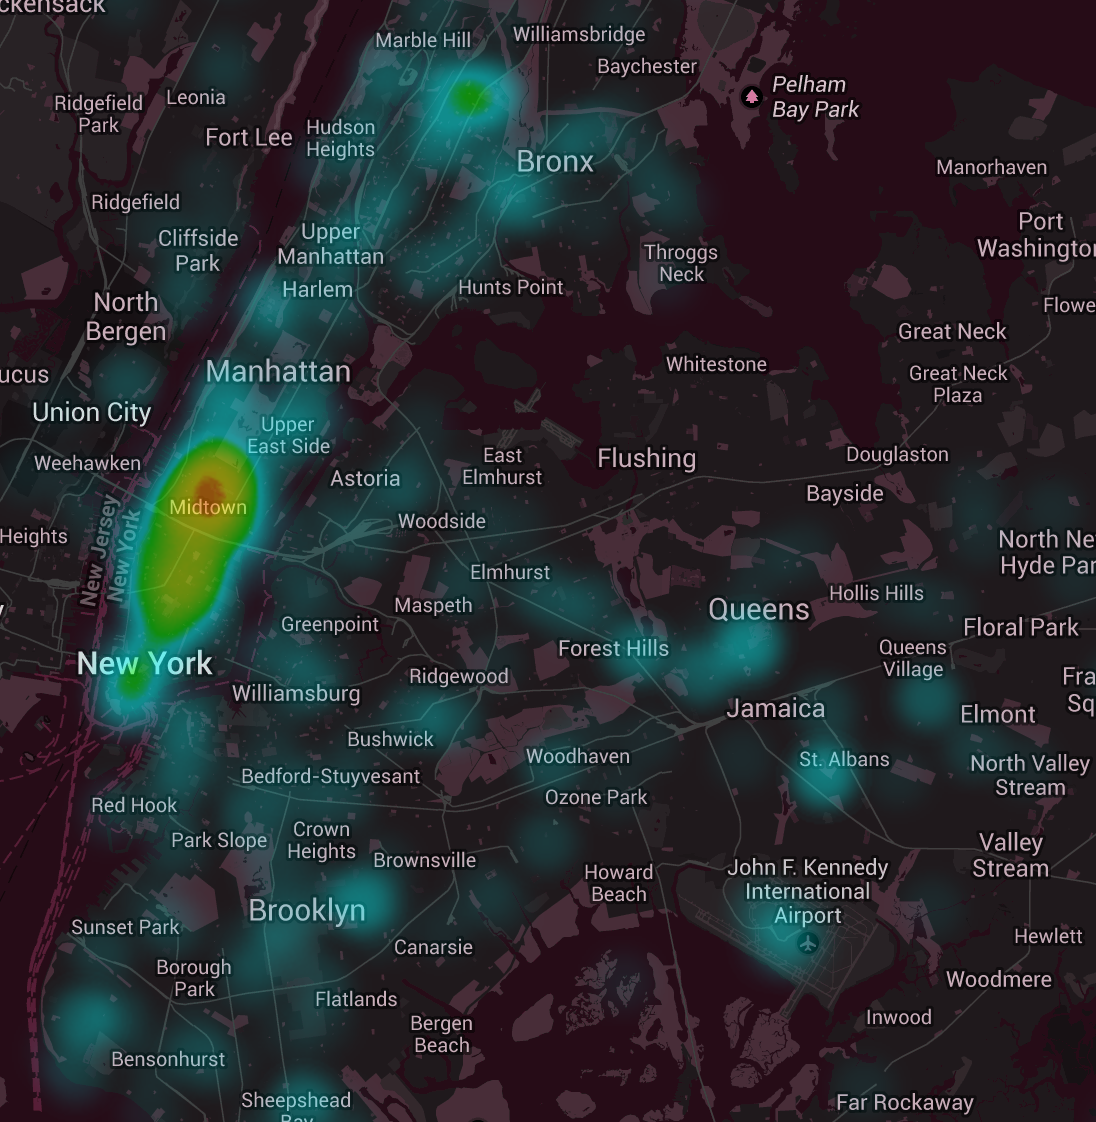 ckensack
Marble Hill
Williamsbridge
Baychester
Pelham
Bay Park
Leonia
Ridgefield
Park
Fort Lee
Hudson
Heights
Bronx
Manorhaven
Ridgefield
Port
Washington
Cliffside
Park
Upper
Manhattan
Throggs
Neck
Harlem
Hunts Point
North
Bergen
Flowe
Great Neck
Whitestone
Manhattan
ucus
Great Neck
Plaza
Union City
Upper
East Side
Weehawken
East
Elmhurst
Flushing
Douglaston
Astoria
Bayside
Midtown
Woodside
New Jersey
New York
Heights
North Ne
Hyde Par
Elmhurst
Hollis Hills
Maspeth
Queens
Greenpoint
Floral Park
Forest Hills
Queens
Village
New York
Ridgewood
Fra
Sq
Williamsburg
Jamaica
Elmont
Bushwick
Woodhaven
St. Albans
North Valley
Stream
Bedford-Stuyvesant
Ozone Park
Red Hook
Park Slope
Crown
Heights
Brownsville
Valley
Stream
Howard
Beach
John F. Kennedy
International
Airport
Brooklyn
Sunset Park
Canarsie
Hewlett
Borough
Park
Woodmere
Flatlands
Inwood
Bergen
Beach
Bensonhurst
Sheepshead
Bay
Far Rockaway